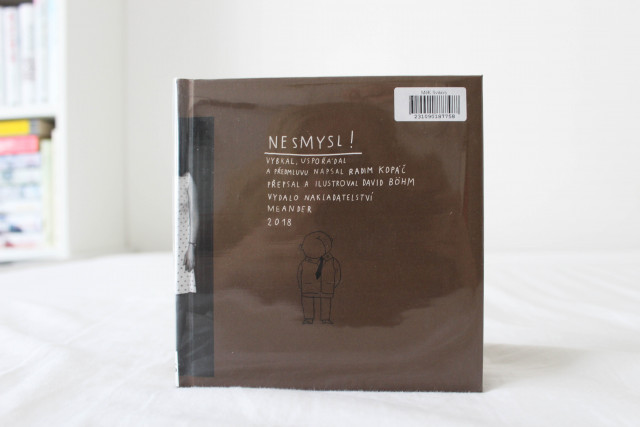 NESMYSL!
VYBRAL, USPOŘÁDAL
A PŘEDMLUVU NAPSAL RADIM KOPÁČ
PŘEPSAL A ILUSTROVAL DAVID BÖHM
VYDALO NAKLADATELSTVÍ
MEANDER
2018